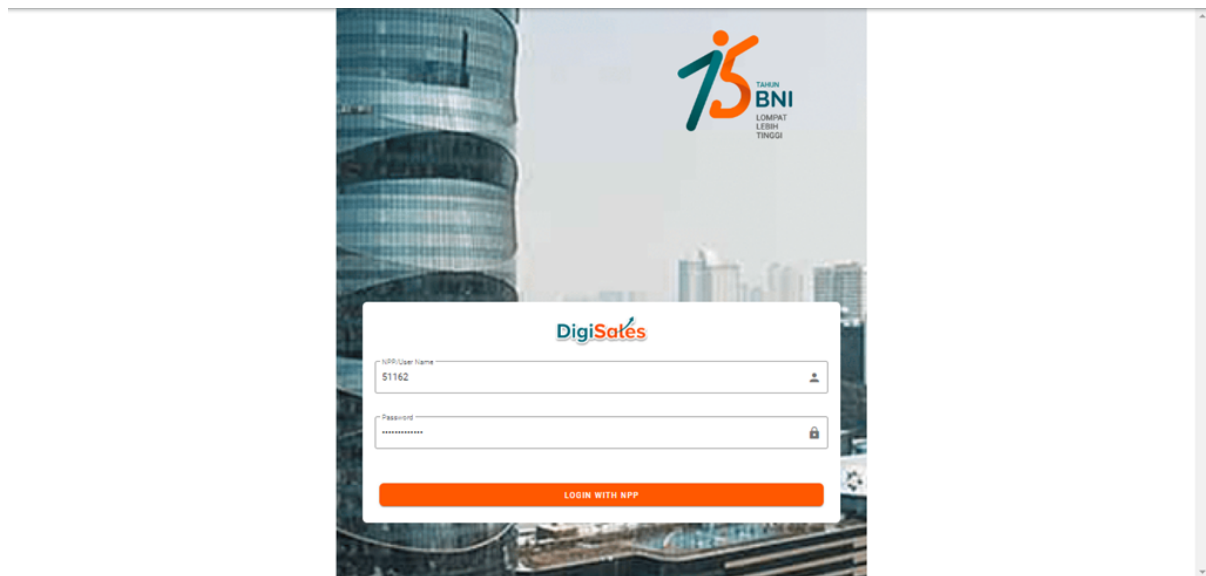 75
TAHUN
BNI
LOMPAT
LEBIH
TINGGI
DigiSales
NPP/User Name
51162
Password
•••••••••••••
LOGIN WITH NPP